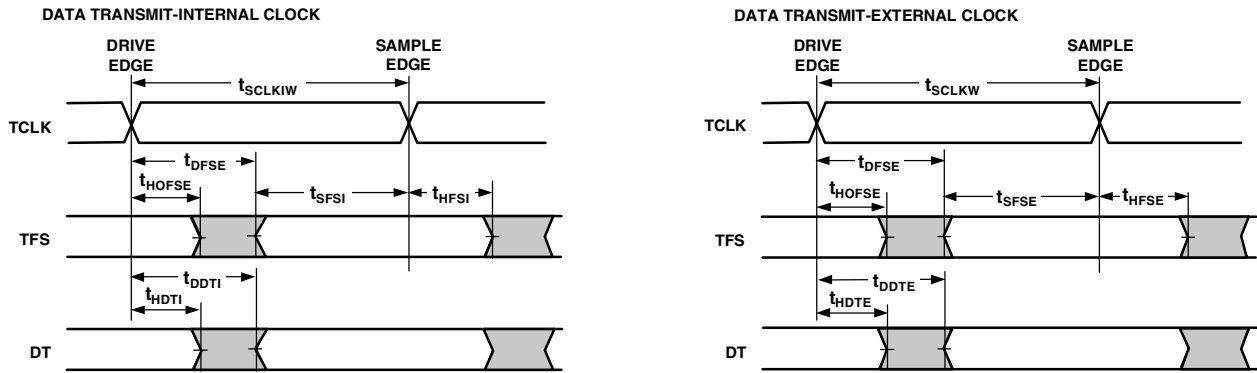 DATA TRANSMIT-INTERNAL CLOCK
DRIVE
EDGE
SAMPLE
EDGE
tSCLKIW
TCLK
tDFSE
tHOFSE
tSFSI
tHFSI
TFS
tDDTI
tHDTI
DT
DATA TRANSMIT-EXTERNAL CLOCK
DRIVE
EDGE
SAMPLE
EDGE
tSCLKW
TCLK
tDFSE
tHOFSE
tSFSE
tHFSE
TFS
tDDTE
tHDTE
DT